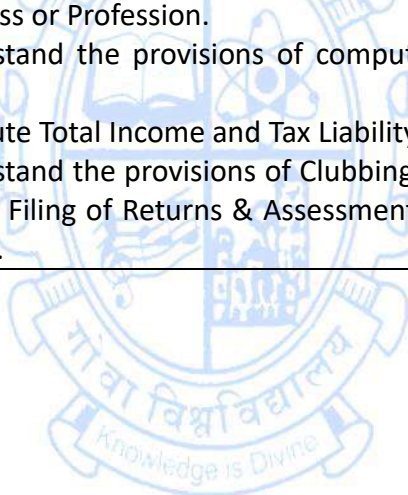 ss or Profession.
stand the provisions of comput
ute Total Income and Tax Liability
stand the provisions of Clubbing
Filing of Returns & Assessment
.
गोंय विश्वविद्यालय
Knowledge is Divine